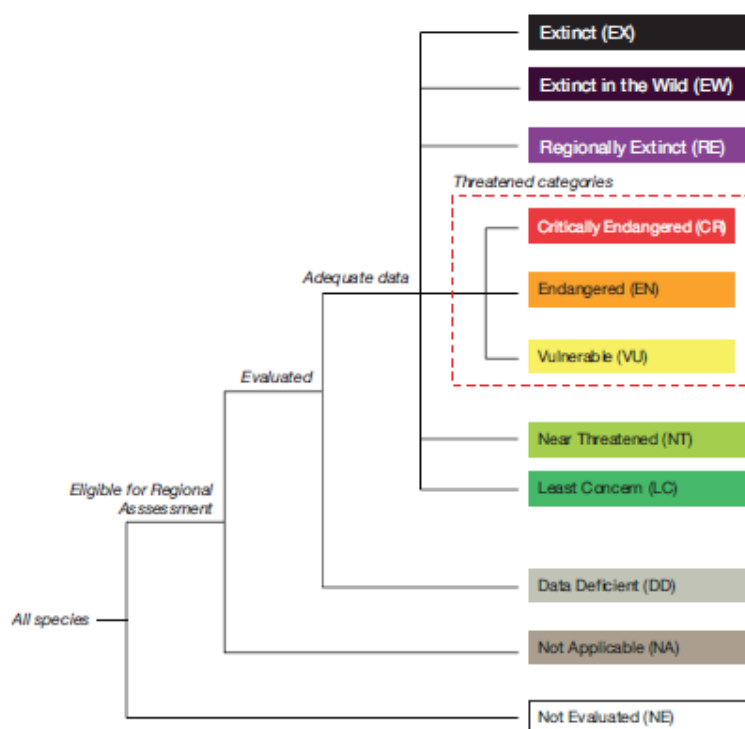 Extinct (EX)
Extinct in the Wild (EW)
Regionally Extinct (RE)
Threatened categories
Critically Endangered (CR)
Adequate data
Endangered (EN)
Vulnerable (VU)
Evaluated
Near Threatened (NT)
Eligible for Regional
Asssessment
Least Concern (LC)
Data Deficient (DD)
All species
Not Applicable (NA)
Not Evaluated (NE)